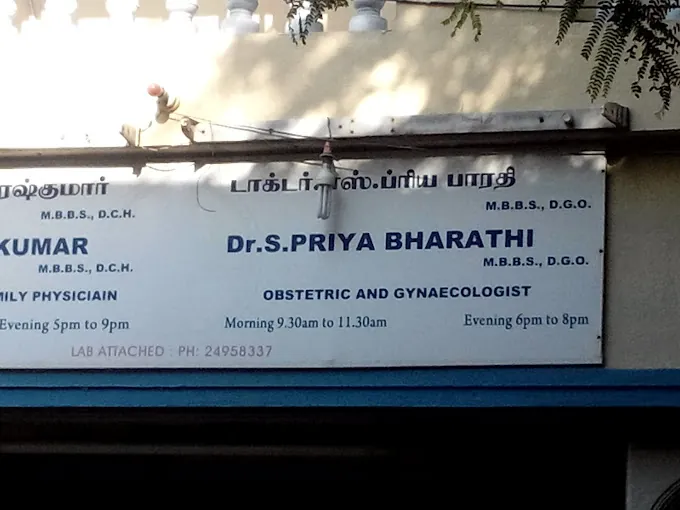 ரஷ்குமார்
M.B.B.S., D.C.H.
KUMAR
M.B.B.S., D.C.H.
MILY PHYSICIAIN
Evening 5pm to 9pm
டாக்டர்.எஸ்.ப்ரிய பாரதி
M.B.B.S., D.G.O.
Dr.S.PRIYA BHARATHI
M.B.B.S., D.G.O.
OBSTETRIC AND GYNAECOLOGIST
Morning 9.30am to 11.30am Evening 6pm to 8pm
LAB ATTACHED : PH: 24958337